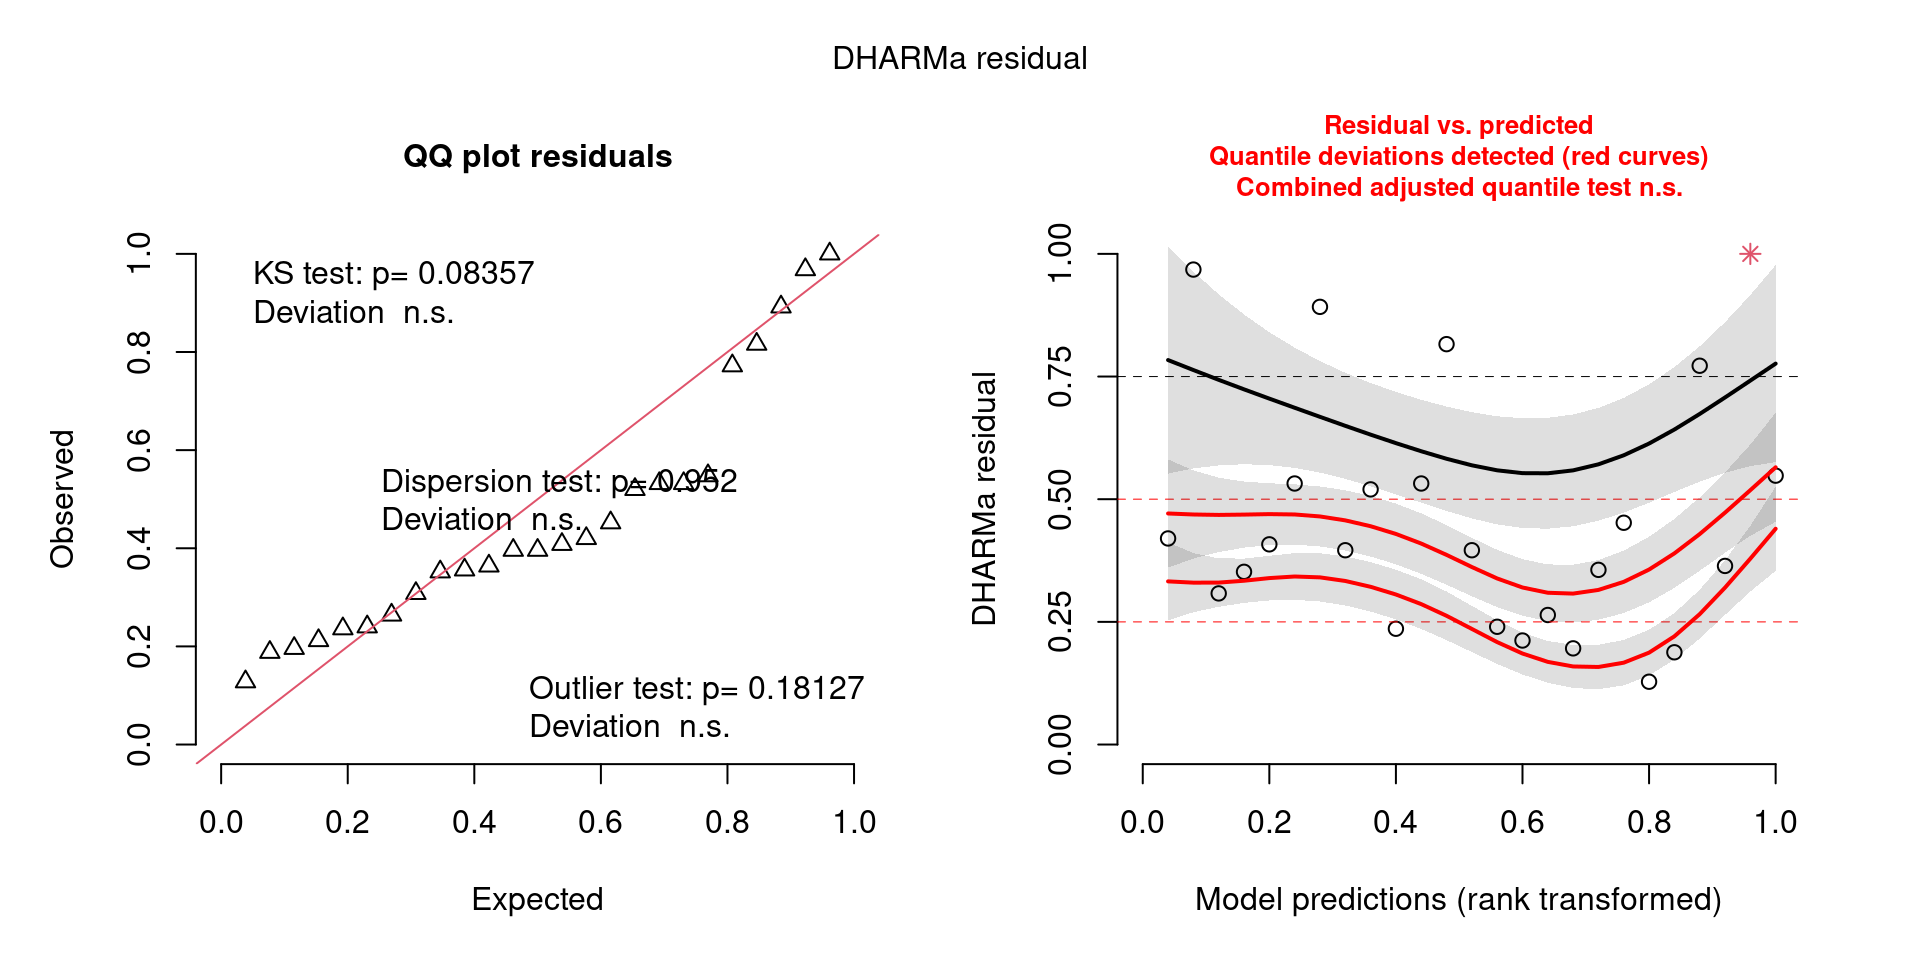 DHARMa residual
QQ plot residuals
KS test: p= 0.08357
Deviation  n.s.
Dispersion test: p= 0.952
Deviation  n.s.
Outlier test: p= 0.18127
Deviation  n.s.
Observed
0.0
0.2
0.4
0.6
0.8
1.0
0.0
0.2
0.4
0.6
0.8
1.0
Expected
Residual vs. predicted
Quantile deviations detected (red curves)
Combined adjusted quantile test n.s.
DHARMa residual
0.00
0.25
0.50
0.75
1.00
0.0
0.2
0.4
0.6
0.8
1.0
Model predictions (rank transformed)